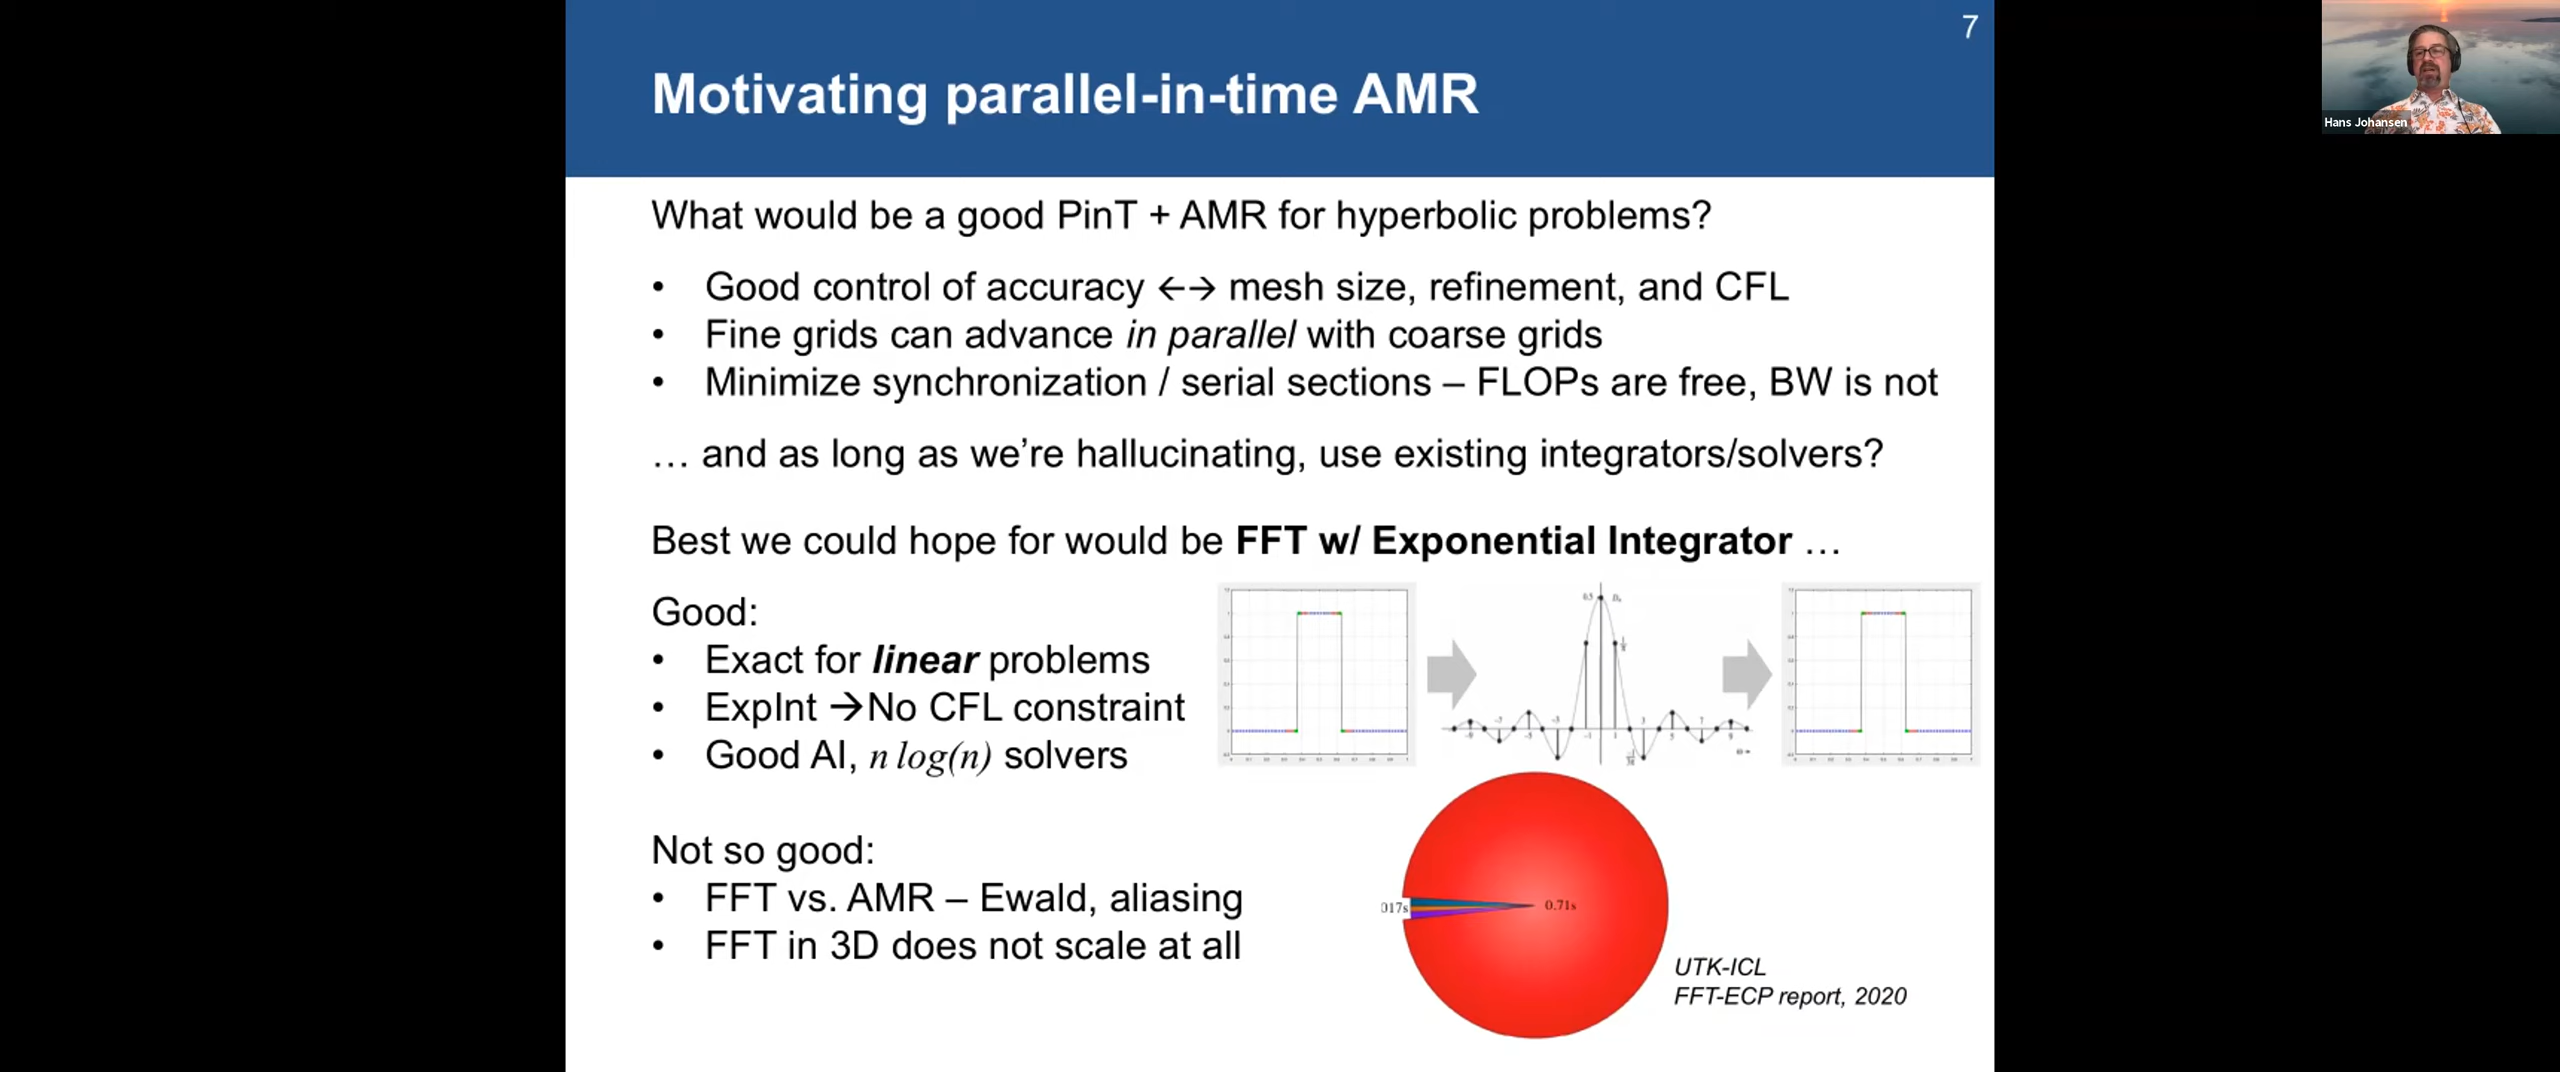 7
Motivating parallel-in-time AMR
Hans Johansen
What would be a good PinT + AMR for hyperbolic problems?
• Good control of accuracy ←→ mesh size, refinement, and CFL
• Fine grids can advance in parallel with coarse grids
• Minimize synchronization / serial sections – FLOPs are free, BW is not
… and as long as we’re hallucinating, use existing integrators/solvers?
Best we could hope for would be FFT w/ Exponential Integrator …
Good:
• Exact for linear problems
• ExpInt →No CFL constraint
• Good AI, n log(n) solvers
0.5
Not so good:
• FFT vs. AMR – Ewald, aliasing
• FFT in 3D does not scale at all
017s
0.71s
UTK-ICL
FFT-ECP report, 2020